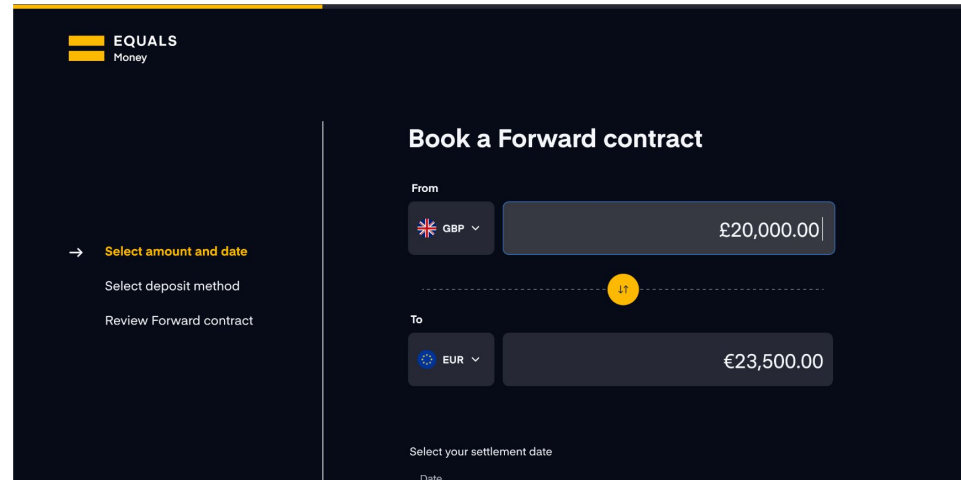 EQUALS
Money
Book a Forward contract
From
GBP
£20,000.00
Select amount and date
Select deposit method
Review Forward contract
To
EUR
€23,500.00
Select your settlement date
Date